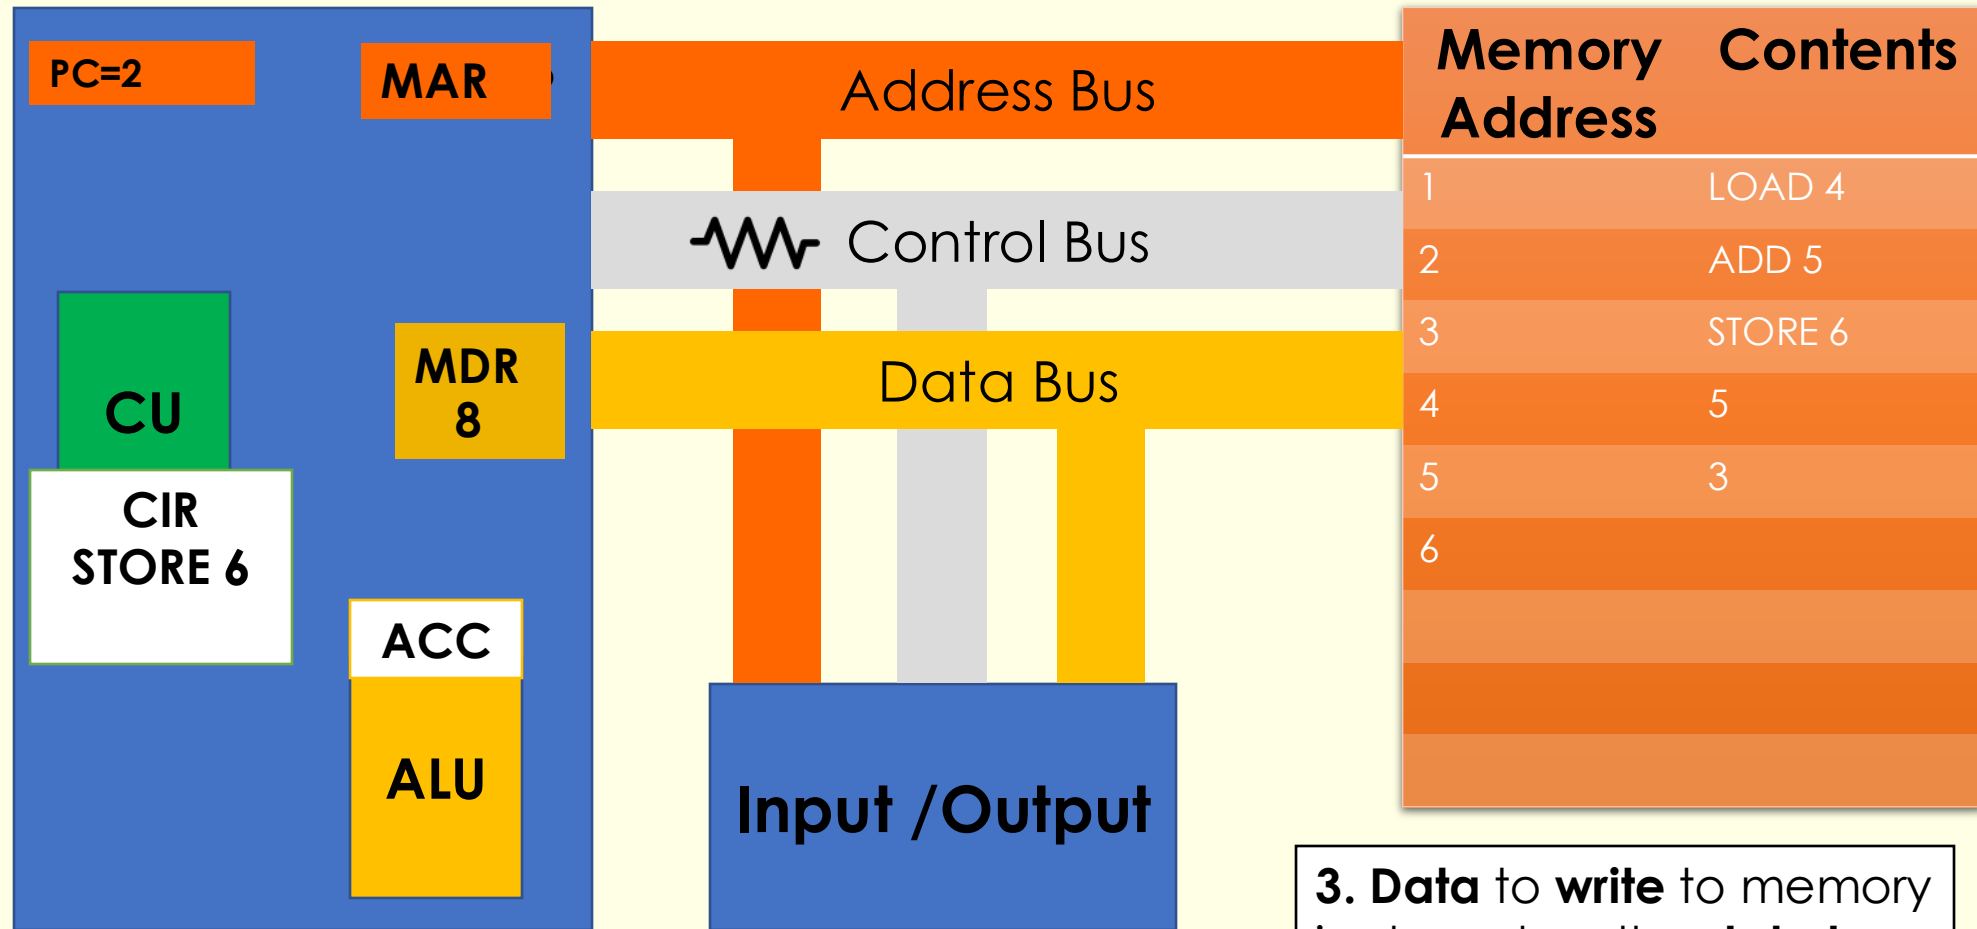 PC=2
MAR
Address Bus
Control Bus
Data Bus
MDR
8
CU
CIR
STORE 6
ACC
ALU
Input /Output
Memory Contents
Address
1 LOAD 4
2 ADD 5
3 STORE 6
4 5
5 3
6
3. Data to write to memory